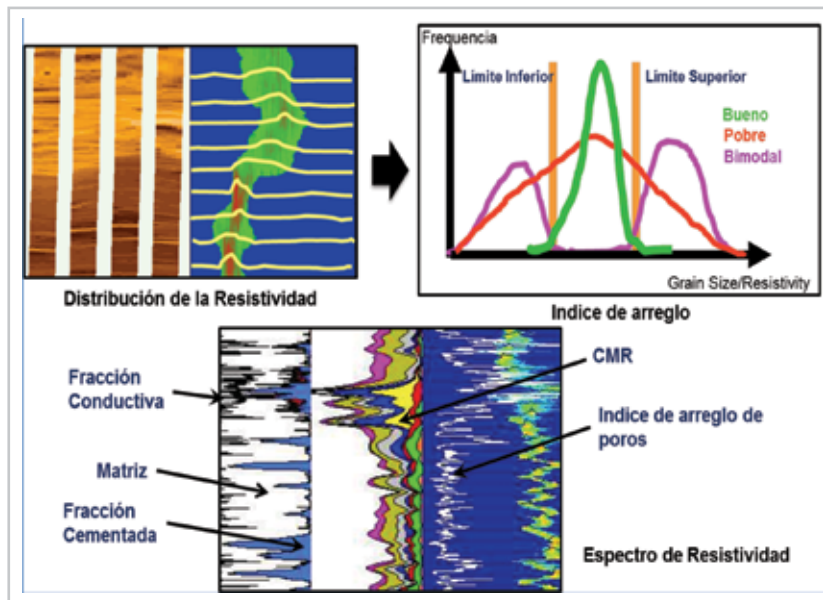 Frequencia
Limite Inferior
Limite Superior
Bueno
Pobre
Bimodal
Grain Size/Resistivity
Distribución de la Resistividad
Indice de arreglo
Fracción
Conductiva
CMR
Indice de arreglo de
poros
Matriz
Fracción
Cementada
Espectro de Resistividad